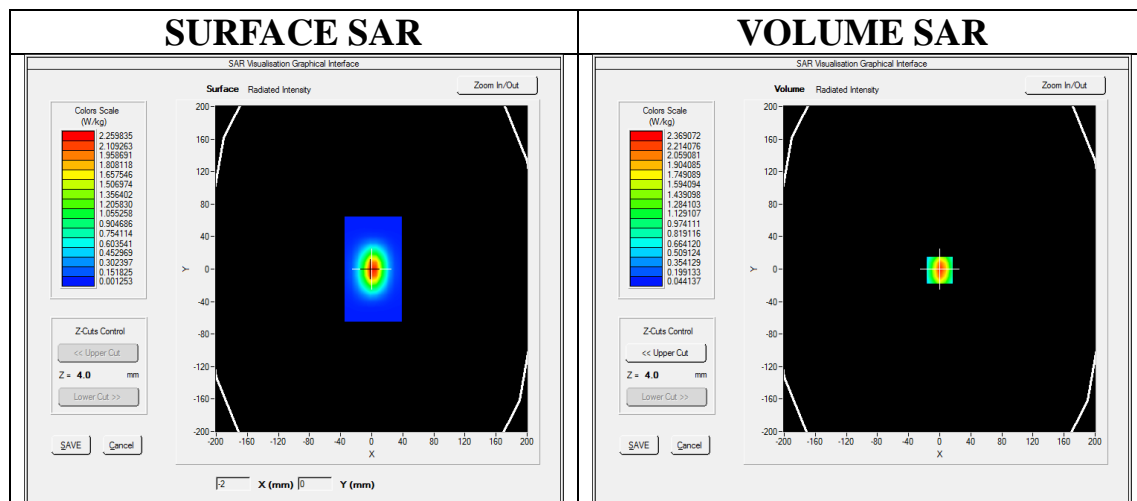 SURFACE SAR
SAR Visualisation Graphical Interface
Surface Radiated Intensity
Zoom In/Out
Colors Scale
(W/kg)
2.259835
2.109263
1.958691
1.808118
1.657546
1.506974
1.356402
1.205830
1.055258
0.904686
0.754114
0.603541
0.452969
0.302397
0.151825
0.001253
Z-Cuts Control
<< Upper Cut
Z = 4.0 mm
Lower Cut >>
SAVE Cancel
200
160
120
80
40
0
-40
-80
-120
-160
-200
Y
-200 -160 -120 -80 -40 0 40 80 120 160 200
X
-2 X (mm) 0 Y (mm)
VOLUME SAR
SAR Visualisation Graphical Interface
Volume Radiated Intensity
Zoom In/Out
Colors Scale
(W/kg)
2.369072
2.214076
2.059081
1.904085
1.749089
1.594094
1.439098
1.284103
1.129107
0.974111
0.819116
0.664120
0.509124
0.354129
0.199133
0.044137
Z-Cuts Control
<< Upper Cut
Z = 4.0 mm
Lower Cut >>
SAVE Cancel
200
160
120
80
40
0
-40
-80
-120
-160
-200
Y
-200 -160 -120 -80 -40 0 40 80 120 160 200
X